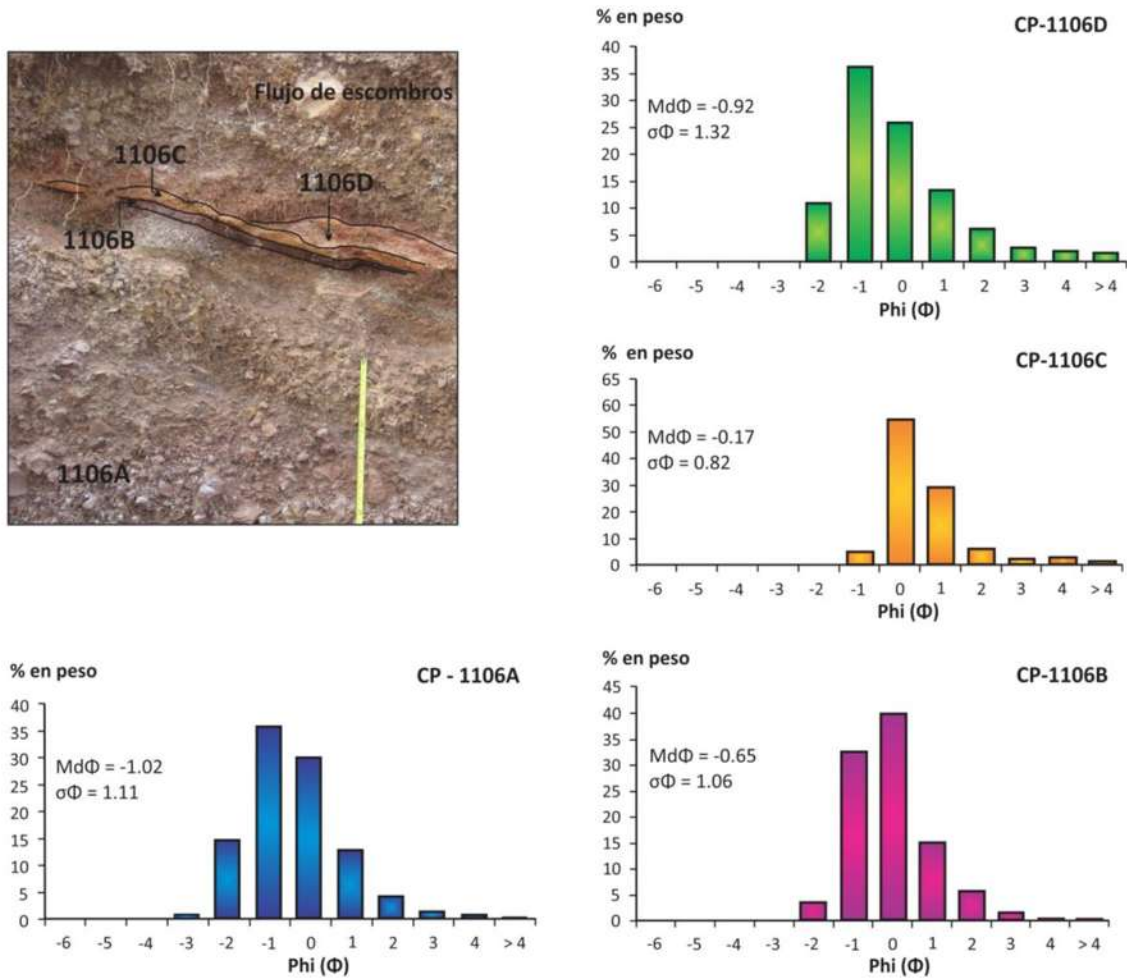 Flujo de escombros
1106C
1106D
1106B
1106A
% en peso
CP-1106D
40
35
30
25
20
15
10
5
0
MdΦ = -0.92
σΦ = 1.32
-6 -5 -4 -3 -2 -1 0 1 2 3 4 > 4
Phi (Φ)
% en peso
CP-1106C
65
60
50
40
30
20
10
0
MdΦ = -0.17
σΦ = 0.82
-6 -5 -4 -3 -2 -1 0 1 2 3 4 > 4
Phi (Φ)
% en peso
CP - 1106A
40
35
30
25
20
15
10
5
0
MdΦ = -1.02
σΦ = 1.11
-6 -5 -4 -3 -2 -1 0 1 2 3 4 > 4
Phi (Φ)
% en peso
CP-1106B
45
40
35
30
25
20
15
10
5
0
MdΦ = -0.65
σΦ = 1.06
-6 -5 -4 -3 -2 -1 0 1 2 3 4 > 4
Phi (Φ)